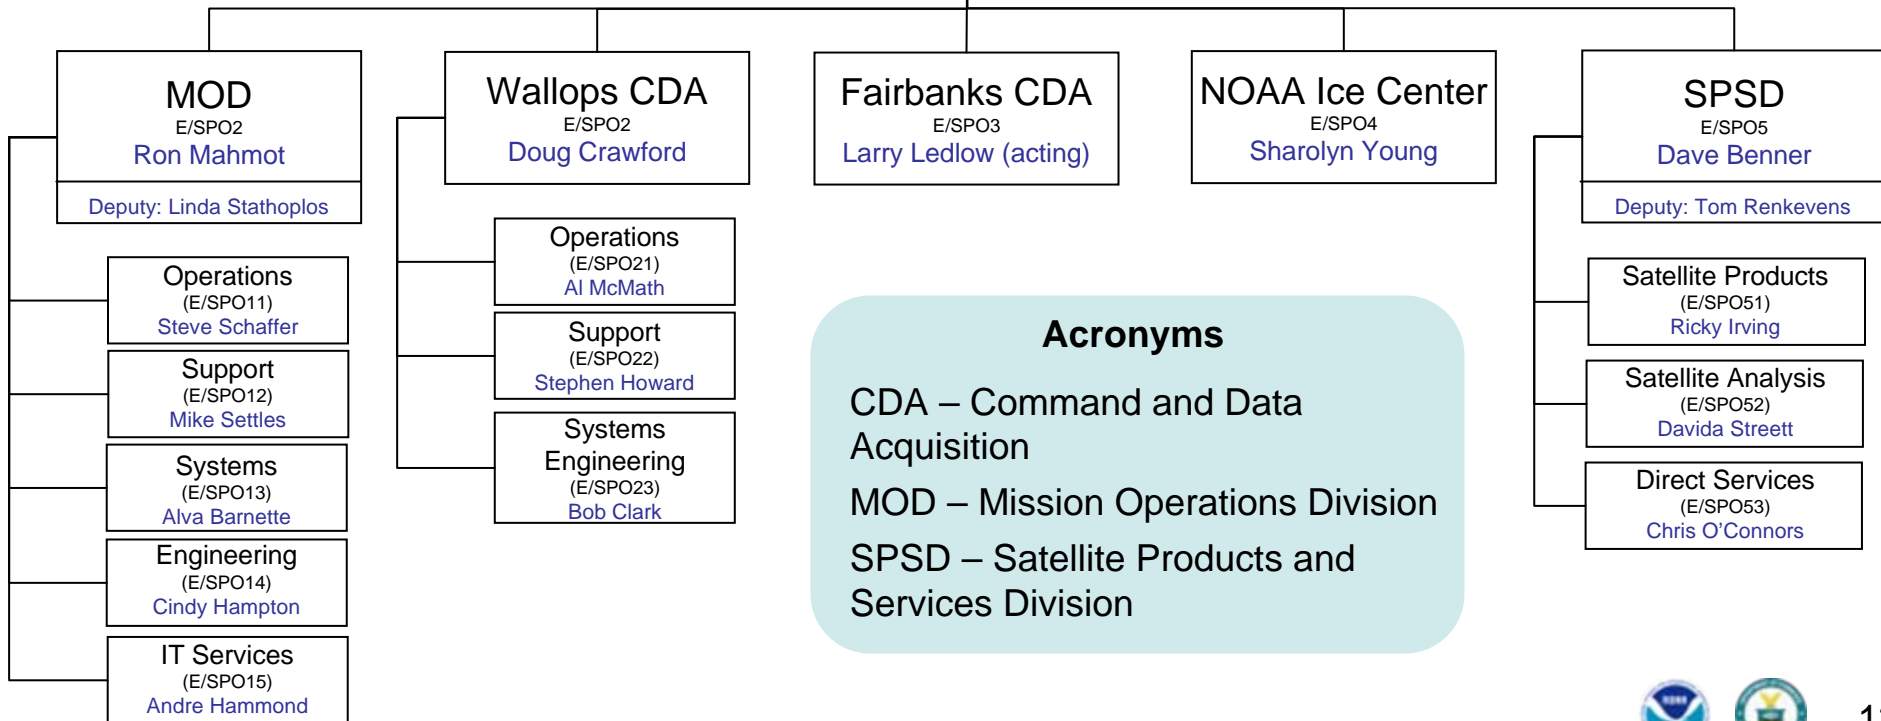 MOD
E/SPO2
Ron Mahmot
Deputy: Linda Stathoplos
Operations
(E/SPO11)
Steve Schaffer
Support
(E/SPO12)
Mike Settles
Systems
(E/SPO13)
Alva Barnette
Engineering
(E/SPO14)
Cindy Hampton
IT Services
(E/SPO15)
Andre Hammond
Wallops CDA
E/SPO2
Doug Crawford
Operations
(E/SPO21)
Al McMath
Support
(E/SPO22)
Stephen Howard
Systems
Engineering
(E/SPO23)
Bob Clark
Fairbanks CDA
E/SPO3
Larry Ledlow (acting)
NOAA Ice Center
E/SPO4
Sharolyn Young
SPSD
E/SPO5
Dave Benner
Deputy: Tom Renkevens
Satellite Products
(E/SPO51)
Ricky Irving
Satellite Analysis
(E/SPO52)
Davida Streett
Direct Services
(E/SPO53)
Chris O’Connors
Acronyms
CDA – Command and Data
Acquisition
MOD – Mission Operations Division
SPSD – Satellite Products and
Services Division